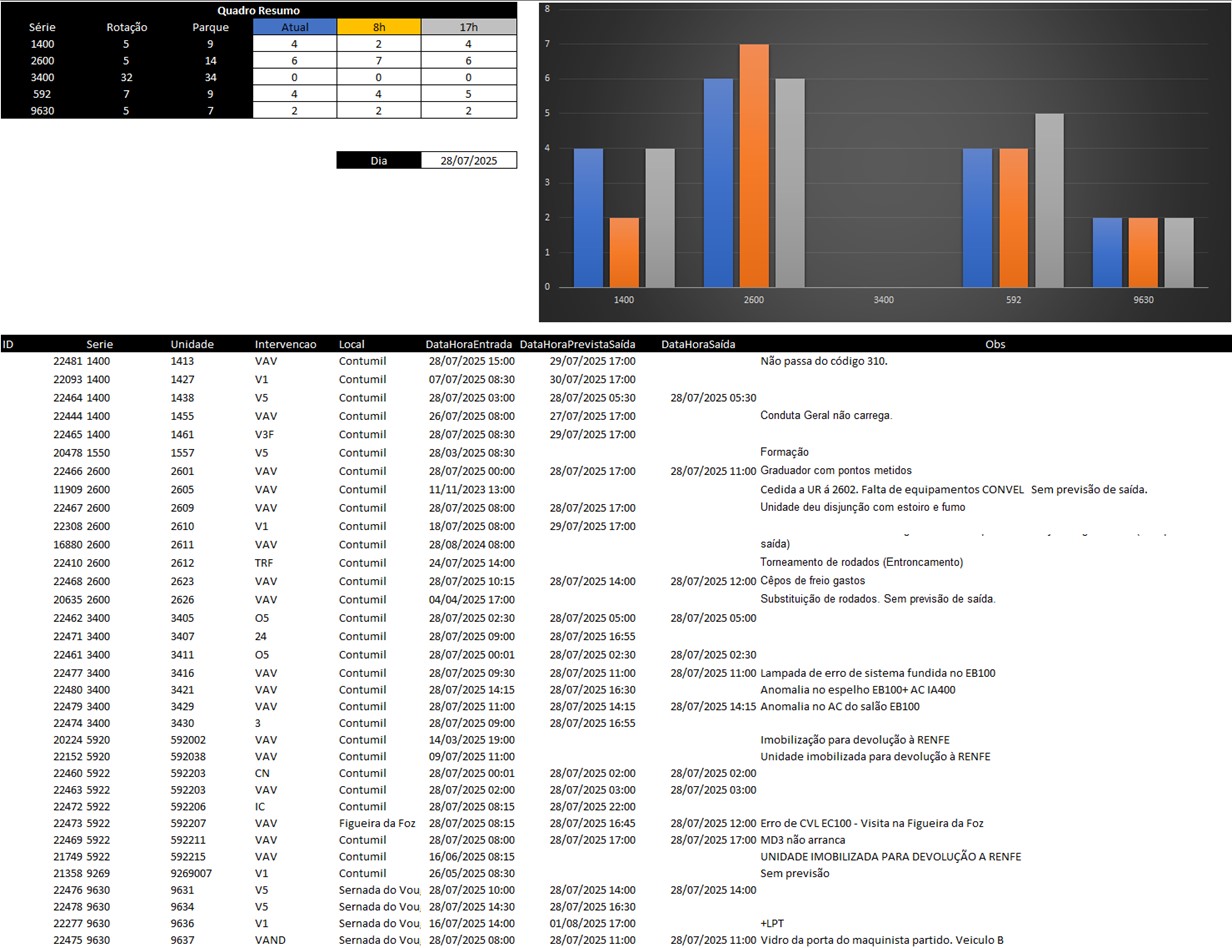 Quadro Resumo
Série Rotação Parque Atual 8h 17h
1400 5 9 4 2 4
2600 5 14 6 7 6
3400 32 34 0 0 0
592 7 9 4 4 5
9630 5 7 2 2 2
Dia 28/07/2025
8
7
6
5
4
3
2
1
0
1400 2600 3400 592 9630
ID Serie Unidade Intervencao Local DataHoraEntrada DataHoraPrevistaSaída DataHoraSaída Obs
22481 1400 1413 VAV Contumil 28/07/2025 15:00 29/07/2025 17:00 Não passa do código 310.
22093 1400 1427 V1 Contumil 07/07/2025 08:30 30/07/2025 17:00
22464 1400 1438 V5 Contumil 28/07/2025 03:00 28/07/2025 05:30 28/07/2025 05:30
22444 1400 1455 VAV Contumil 26/07/2025 08:00 27/07/2025 17:00 Conduta Geral não carrega.
22465 1400 1461 V3F Contumil 28/07/2025 08:30 29/07/2025 17:00
20478 1550 1557 V5 Contumil 28/03/2025 08:30 Formação
22466 2600 2601 VAV Contumil 28/07/2025 00:00 28/07/2025 17:00 28/07/2025 11:00 Graduador com pontos metidos
11909 2600 2605 VAV Contumil 11/11/2023 13:00 Cedida a UR á 2602. Falta de equipamentos CONVEL Sem previsão de saída.
22467 2600 2609 VAV Contumil 28/07/2025 08:00 28/07/2025 17:00 Unidade deu disjunção com estoiro e fumo
22308 2600 2610 V1 Contumil 18/07/2025 08:00 29/07/2025 17:00
16880 2600 2611 VAV Contumil 28/08/2024 08:00 saída)
22410 2600 2612 TRF Contumil 24/07/2025 14:00 Torneamento de rodados (Entroncamento)
22468 2600 2623 VAV Contumil 28/07/2025 10:15 28/07/2025 14:00 28/07/2025 12:00 Cêpos de freio gastos
20635 2600 2626 VAV Contumil 04/04/2025 17:00 Substituição de rodados. Sem previsão de saída.
22462 3400 3405 O5 Contumil 28/07/2025 02:30 28/07/2025 05:00 28/07/2025 05:00
22471 3400 3407 24 Contumil 28/07/2025 09:00 28/07/2025 16:55
22461 3400 3411 O5 Contumil 28/07/2025 00:01 28/07/2025 02:30 28/07/2025 02:30
22477 3400 3416 VAV Contumil 28/07/2025 09:30 28/07/2025 11:00 28/07/2025 11:00 Lampada de erro de sistema fundida no EB100
22480 3400 3421 VAV Contumil 28/07/2025 14:15 28/07/2025 16:30 Anomalia no espelho EB100+ AC IA400
22479 3400 3429 VAV Contumil 28/07/2025 11:00 28/07/2025 14:15 28/07/2025 14:15 Anomalia no AC do salão EB100
22474 3400 3430 3 Contumil 28/07/2025 09:00 28/07/2025 16:55
20224 5920 592002 VAV Contumil 14/03/2025 19:00 Imobilização para devolução à RENFE
22152 5920 592038 VAV Contumil 09/07/2025 11:00 Unidade imobilizada para devolução à RENFE
22460 5922 592203 CN Contumil 28/07/2025 00:01 28/07/2025 02:00 28/07/2025 02:00
22463 5922 592203 VAV Contumil 28/07/2025 02:00 28/07/2025 03:00 28/07/2025 03:00
22472 5922 592206 IC Contumil 28/07/2025 08:15 28/07/2025 22:00
22473 5922 592207 VAV Figueira da Foz 28/07/2025 08:15 28/07/2025 16:45 28/07/2025 12:00 Erro de CVL EC100 - Visita na Figueira da Foz
22469 5922 592211 VAV Contumil 28/07/2025 08:00 28/07/2025 17:00 28/07/2025 17:00 MD3 não arranca
21749 5922 592215 VAV Contumil 16/06/2025 08:15 UNIDADE IMOBILIZADA PARA DEVOLUÇÃO A RENFE
21358 9269 9269007 V1 Contumil 26/05/2025 08:30 Sem previsão
22476 9630 9631 V5 Sernada do Vou 28/07/2025 10:00 28/07/2025 14:00 28/07/2025 14:00
22478 9630 9634 V5 Sernada do Vou 28/07/2025 14:30 28/07/2025 16:30
22277 9630 9636 V1 Sernada do Vou 16/07/2025 14:00 01/08/2025 17:00 +LPT
22475 9630 9637 VAND Sernada do Vou 28/07/2025 08:00 28/07/2025 11:00 28/07/2025 11:00 Vidro da porta do maquinista partido. Veiculo B